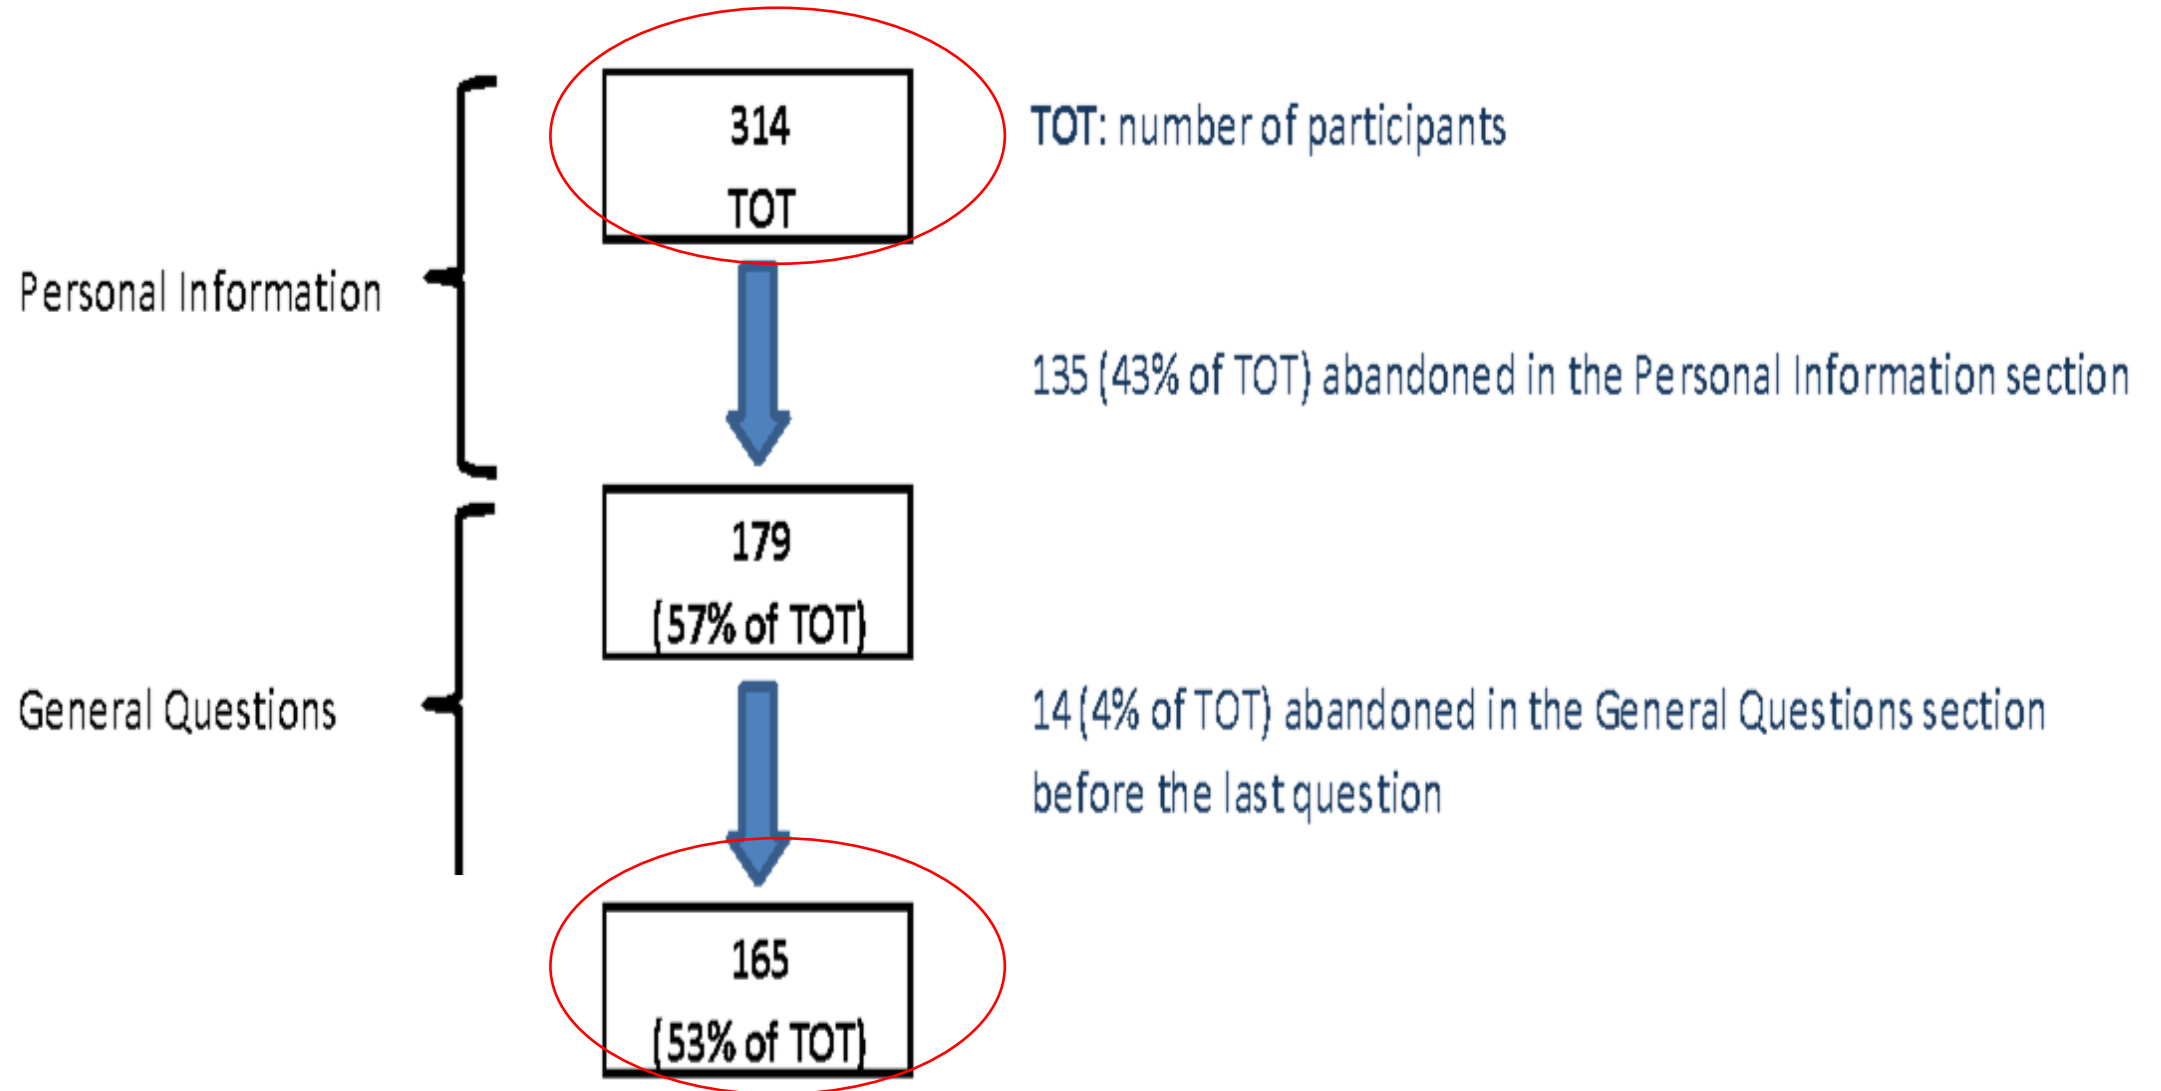 314
TOT
TOT: number of participants
Personal Information
135 (43% of TOT) abandoned in the Personal Information section
179
(57% of TOT)
General Questions
14 (4% of TOT) abandoned in the General Questions section
before the last question
165
(53% of TOT)